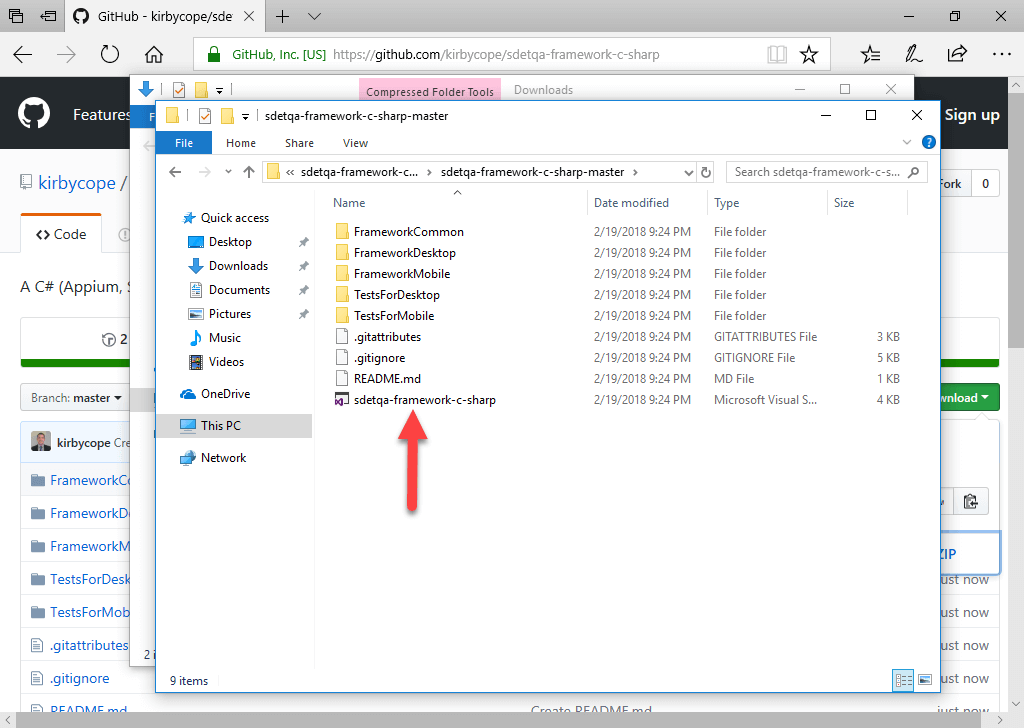 GitHub - kirbycope/sdet
GitHub, Inc. [US] https://github.com/kirbycope/sdetqa-framework-c-sharp
Features
Sign up
Compressed Folder Tools Downloads
F
sdetqa-framework-c-sharp-master
File Home Share View
« sdetqa-framework-c... › sdetqa-framework-c-sharp-master ›
Search sdetqa-framework-c-s...
kirbycope /
Fork 0
Code
A C# (Appium, S
2
Branch: master
wnload
kirbycope Cre
FrameworkCo
FrameworkDe
FrameworkM
TestsForDesk
TestsForMob
.gitattributes
.gitignore
README.md
Quick access
Desktop
Downloads
Documents
Pictures
Music
Videos
OneDrive
This PC
Network
Name Date modified Type Size
FrameworkCommon 2/19/2018 9:24 PM File folder
FrameworkDesktop 2/19/2018 9:24 PM File folder
FrameworkMobile 2/19/2018 9:24 PM File folder
TestsForDesktop 2/19/2018 9:24 PM File folder
TestsForMobile 2/19/2018 9:24 PM File folder
.gitattributes 2/19/2018 9:24 PM GITATTRIBUTES File 3 KB
.gitignore 2/19/2018 9:24 PM GITIGNORE File 5 KB
README.md 2/19/2018 9:24 PM MD File 1 KB
sdetqa-framework-c-sharp 2/19/2018 9:24 PM Microsoft Visual S... 4 KB
2 i
9 items
ZIP
just now
just now
just now
just now
Create README.md just now